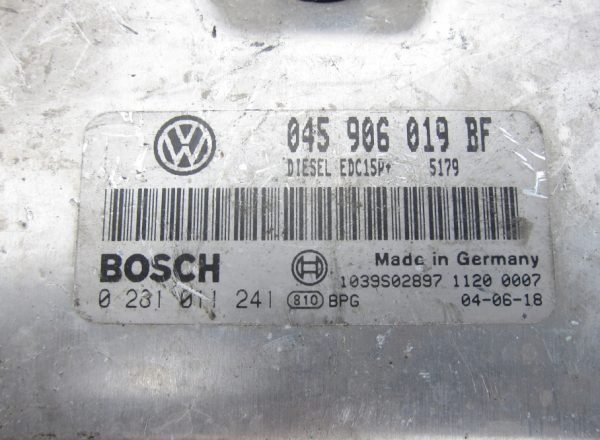 045 906 019 BF
DIESEL EDC15P+ 5179
BOSCH
Made in Germany
1039S02897 1120 0007
0 281 011 241 810 BPG 04-06-18